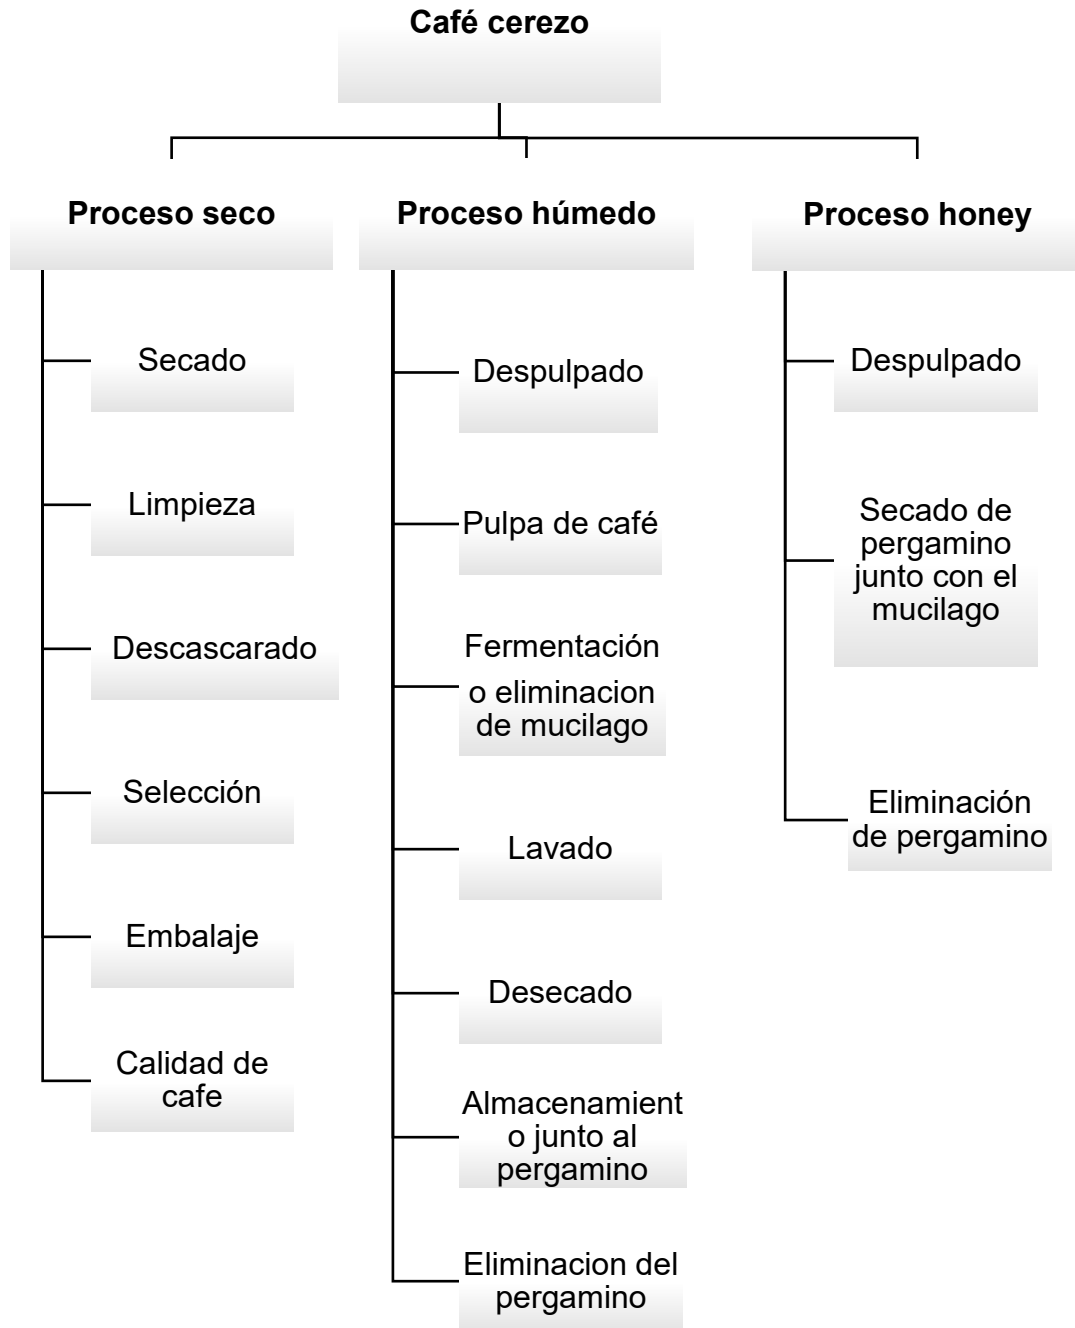 Café cerezo
Proceso seco
Secado
Limpieza
Descascarado
Selección
Embalaje
Calidad de
cafe
Proceso húmedo
Despulpado
Pulpa de café
Fermentación
o eliminacion
de mucilago
Lavado
Desecado
Almacenamient
o junto al
pergamino
Eliminacion del
pergamino
Proceso honey
Despulpado
Secado de
pergamino
junto con el
mucilago
Eliminación
de pergamino